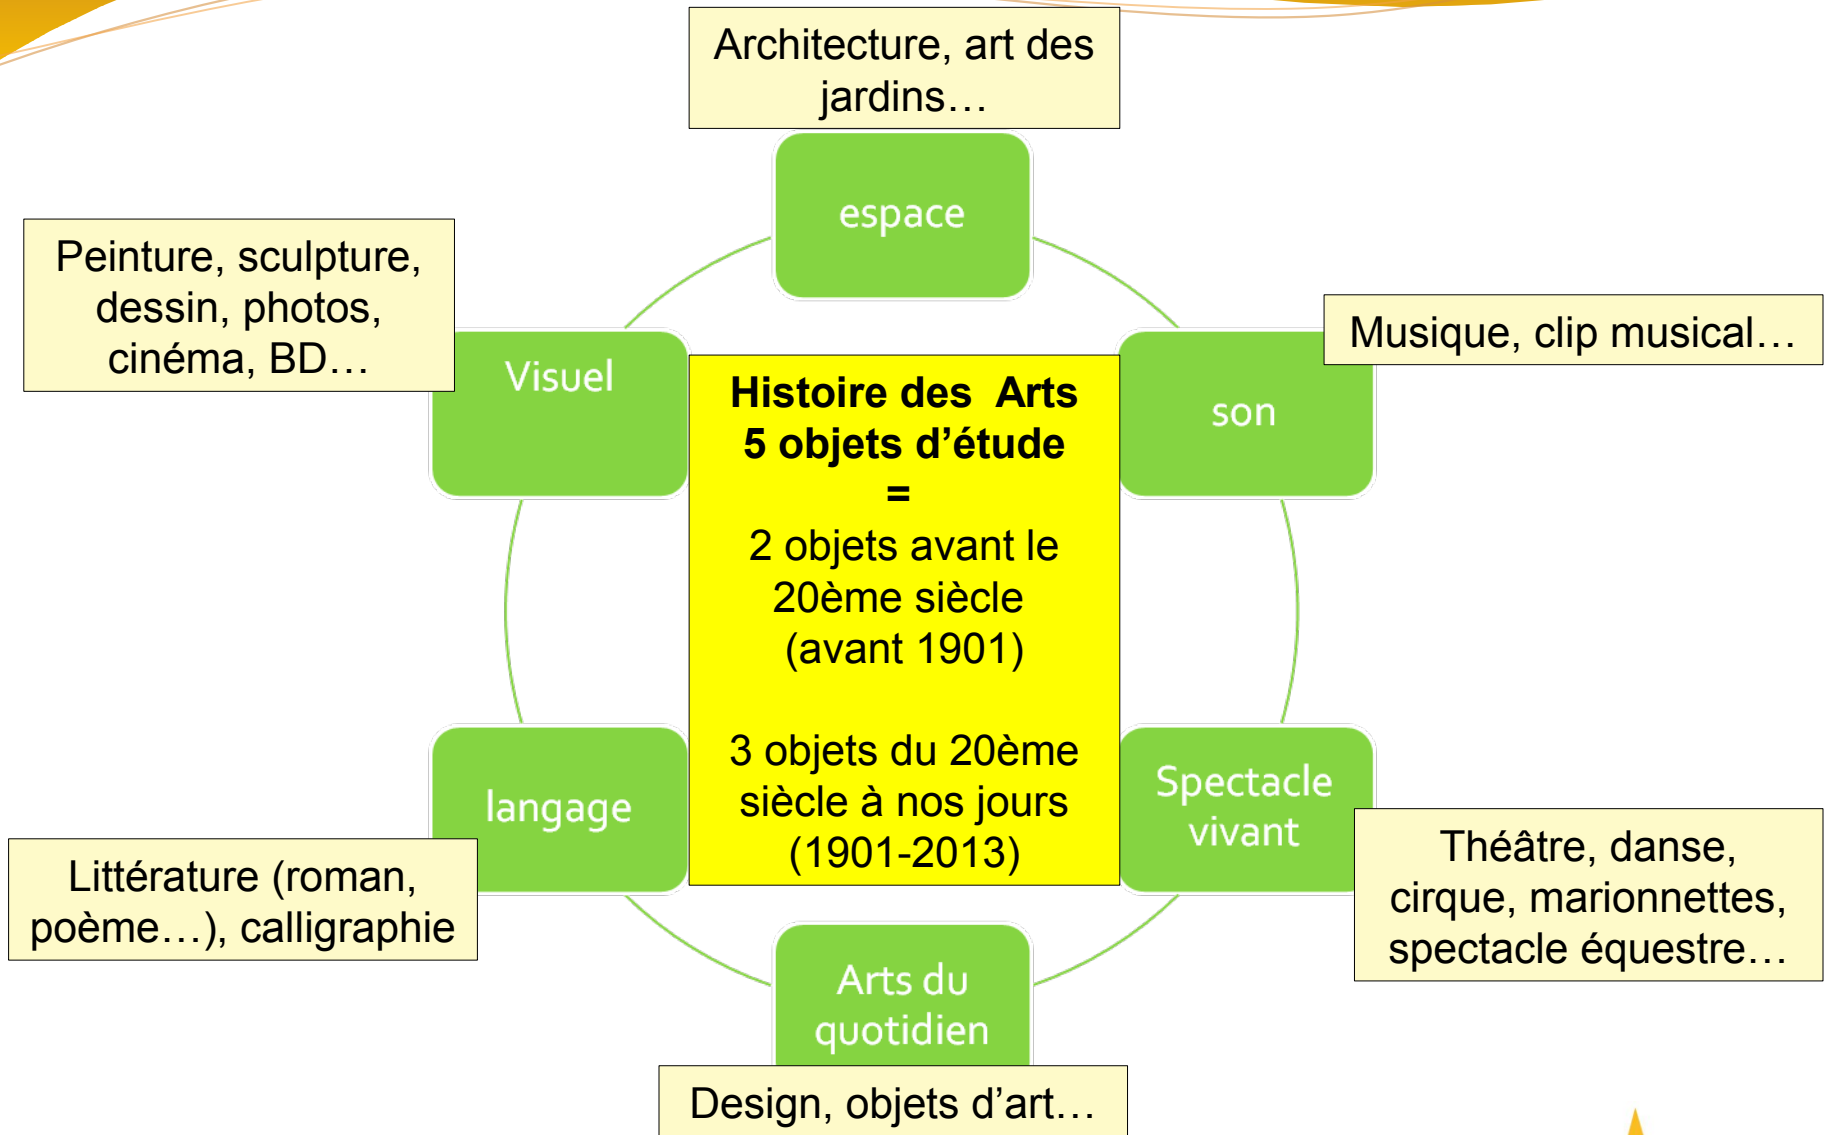 Architecture, art des
jardins…
espace
Peinture, sculpture,
dessin, photos,
cinéma, BD…
Visuel
Musique, clip musical…
son
Histoire des Arts
5 objets d’étude
=
2 objets avant le
20ème siècle
(avant 1901)
3 objets du 20ème
siècle à nos jours
(1901-2013)
langage
Littérature (roman,
poème…), calligraphie
Spectacle
vivant
Théâtre, danse,
cirque, marionnettes,
spectacle équestre…
Arts du
quotidien
Design, objets d’art…